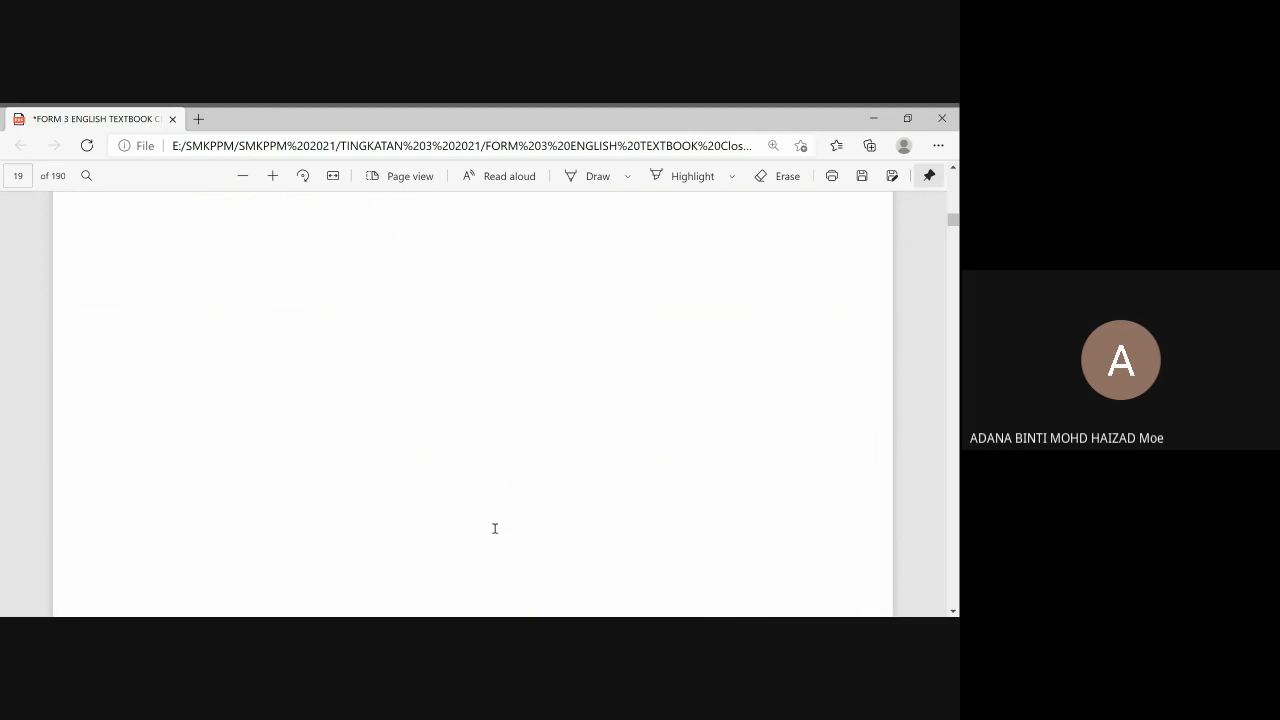 *FORM 3 ENGLISH TEXTBOOK C
File
E:/SMKPPM/SMKPPM%202021/TINGKATAN%203%202021/FORM%203%20ENGLISH%20TEXTBOOK%20Clos...
19 of 190
Page view
Read aloud
Draw
Highlight
Erase
A
ADANA BINTI MOHD HAIZAD Moe